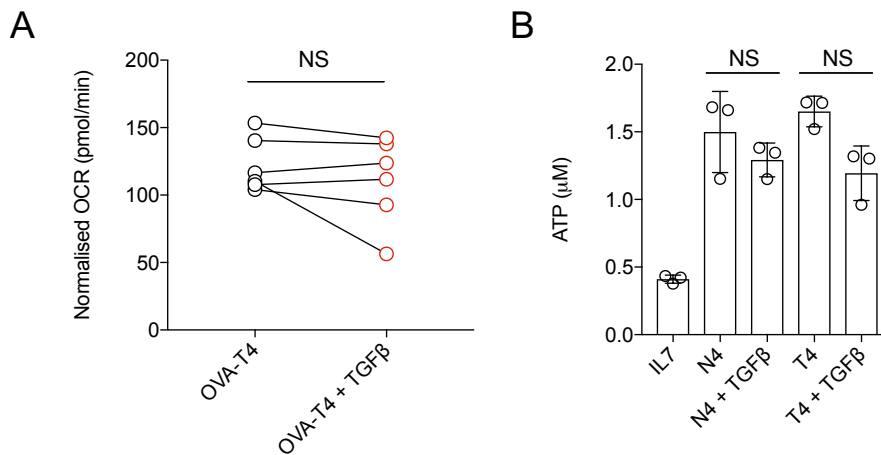 A
NS
Normalised OCR (pmol/min)
200
150
100
50
0
OVA-T4
OVA-T4 + TGFβ
B
NS
NS
ATP (μM)
2.0
1.5
1.0
0.5
0.0
IL7
N4
N4 + TGFβ
T4
T4 + TGFβ